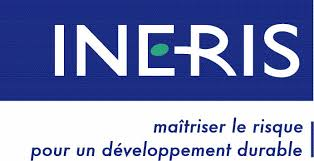 INERIS
maîtriser le risque
pour un développement durable